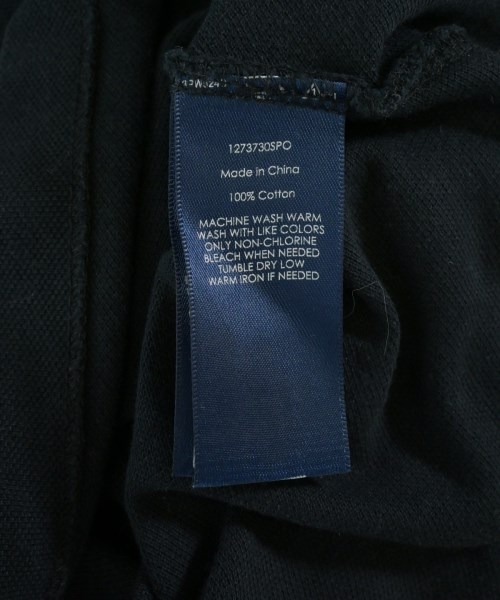 1273730SPO
Made in China
100% Cotton
MACHINE WASH WARM
WASH WITH LIKE COLORS
ONLY NON-CHLORINE
BLEACH WHEN NEEDED
TUMBLE DRY LOW
WARM IRON IF NEEDED